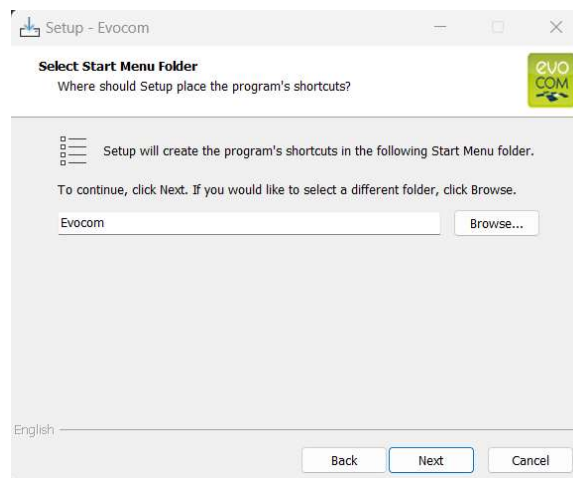 Setup - Evocom
Select Start Menu Folder
Where should Setup place the program's shortcuts?
evo
COM
Setup will create the program's shortcuts in the following Start Menu folder.
To continue, click Next. If you would like to select a different folder, click Browse.
Evocom
Browse...
English
Back
Next
Cancel